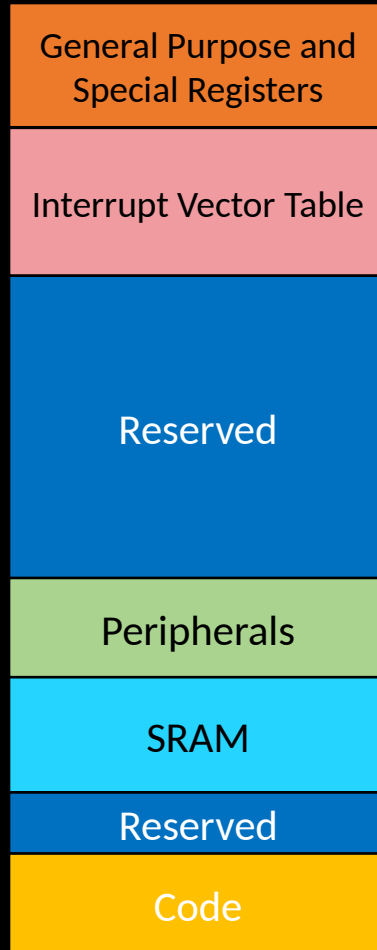 General Purpose and
Special Registers
Interrupt Vector Table
Reserved
Peripherals
SRAM
Reserved
Code